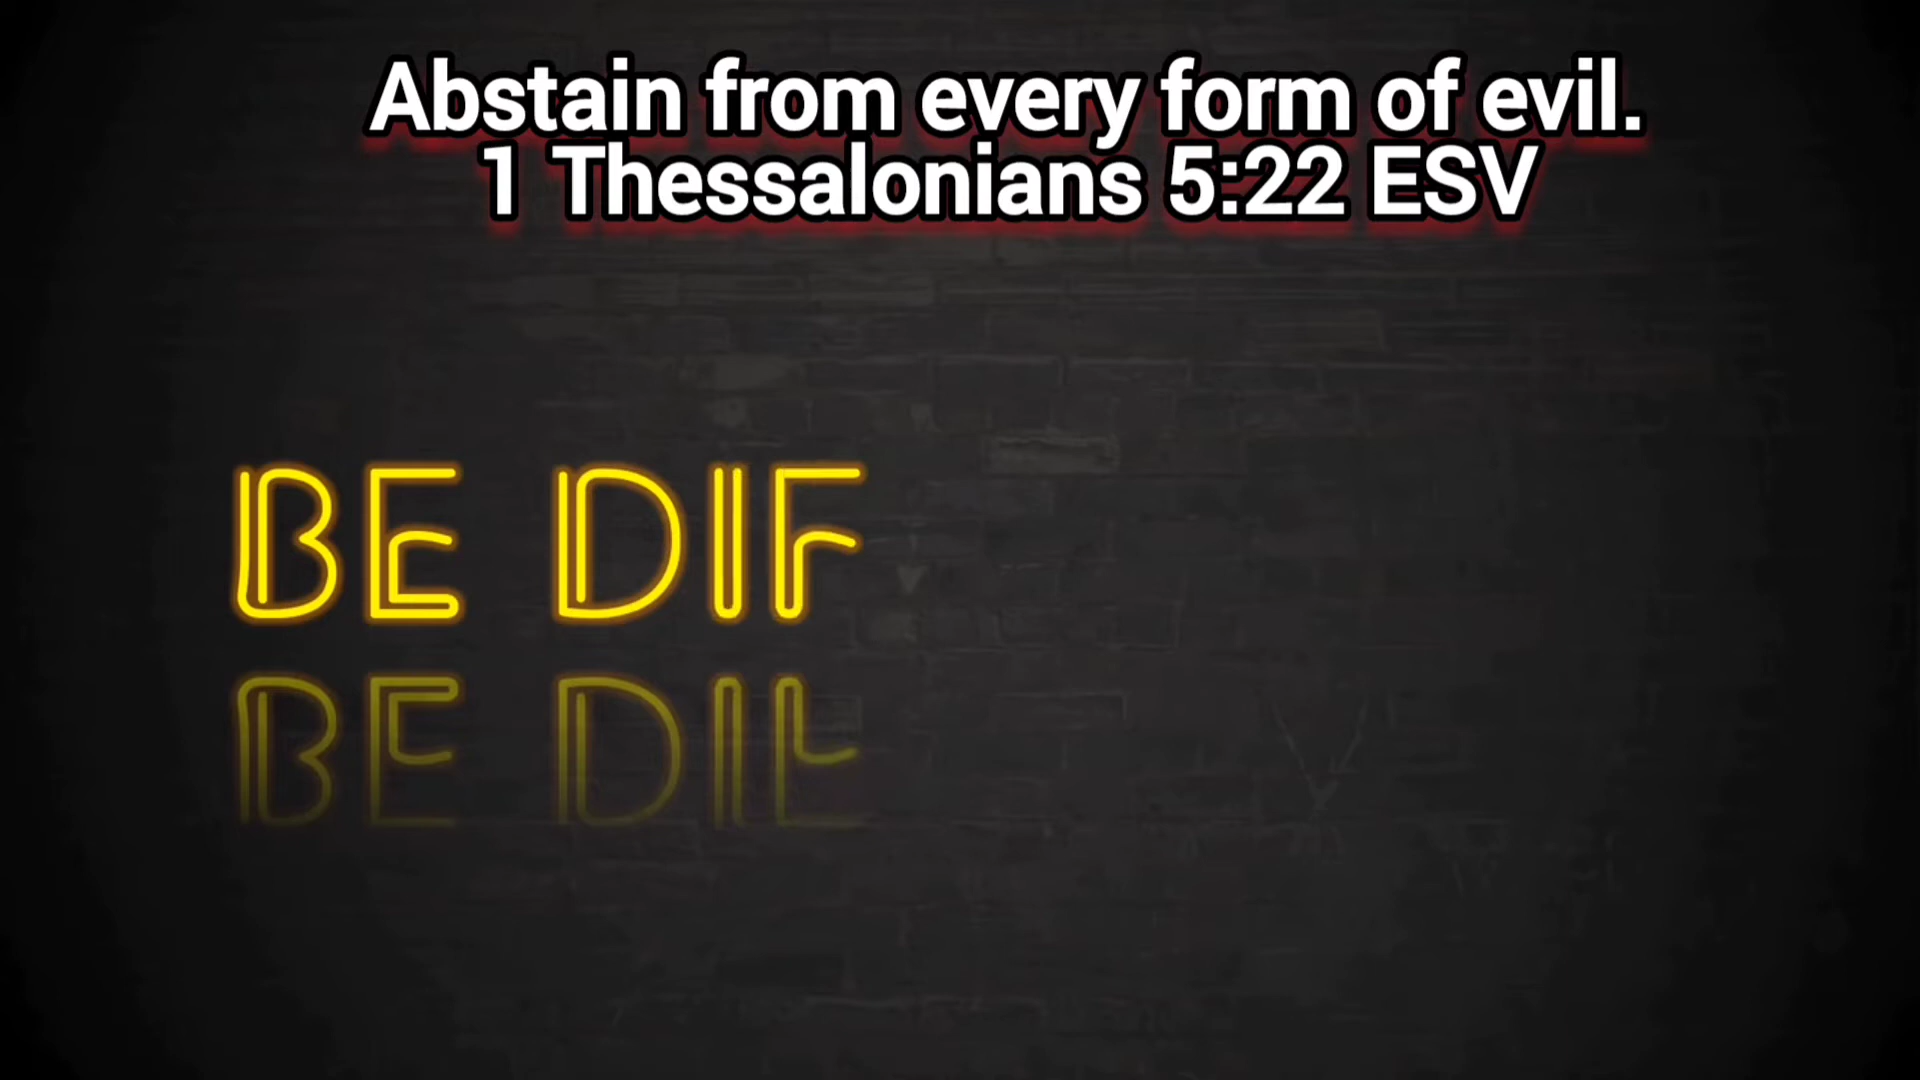 Abstain from every form of evil.
1 Thessalonians 5:22 ESV
BE DIF